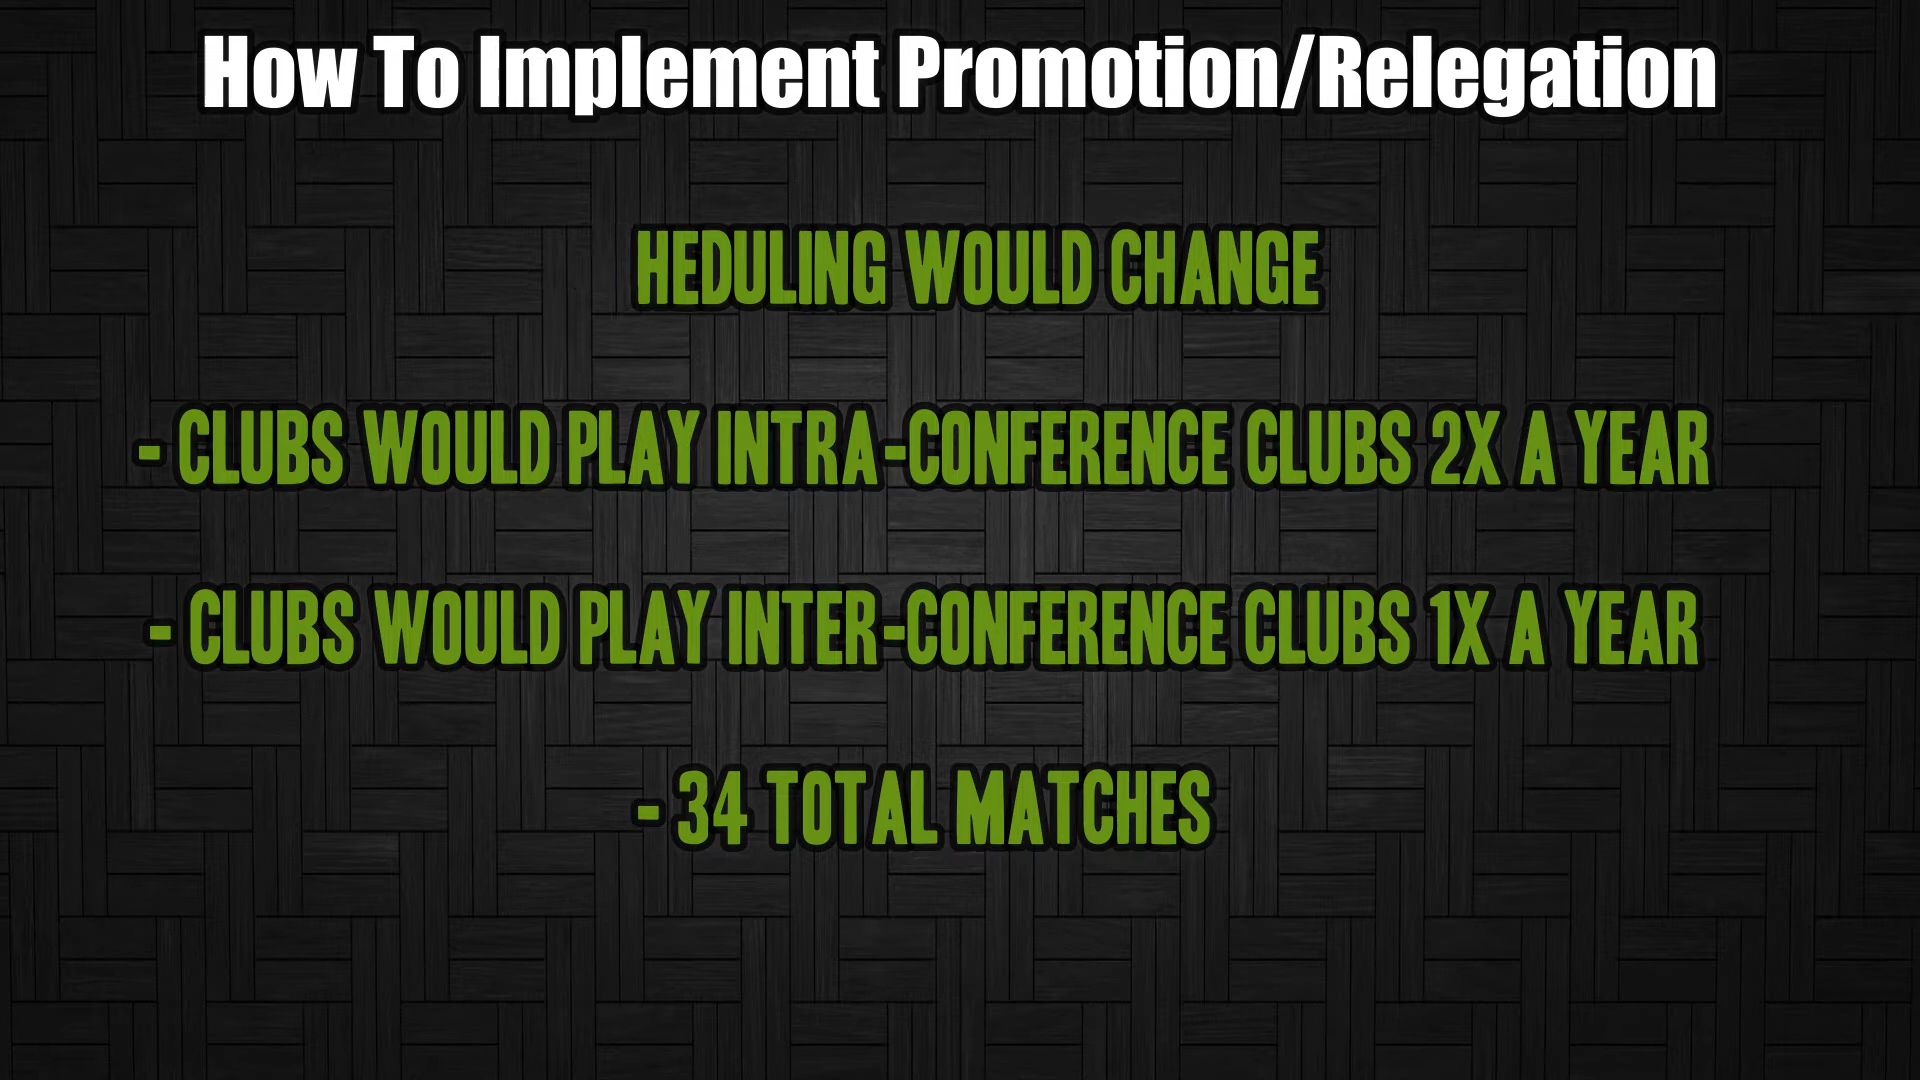 How To Implement Promotion/Relegation
HEDULING WOULD CHANGE
- CLUBS WOULD PLAY INTRA-CONFERENCE CLUBS 2X A YEAR
- CLUBS WOULD PLAY INTER-CONFERENCE CLUBS 1X A YEAR
- 34 TOTAL MATCHES